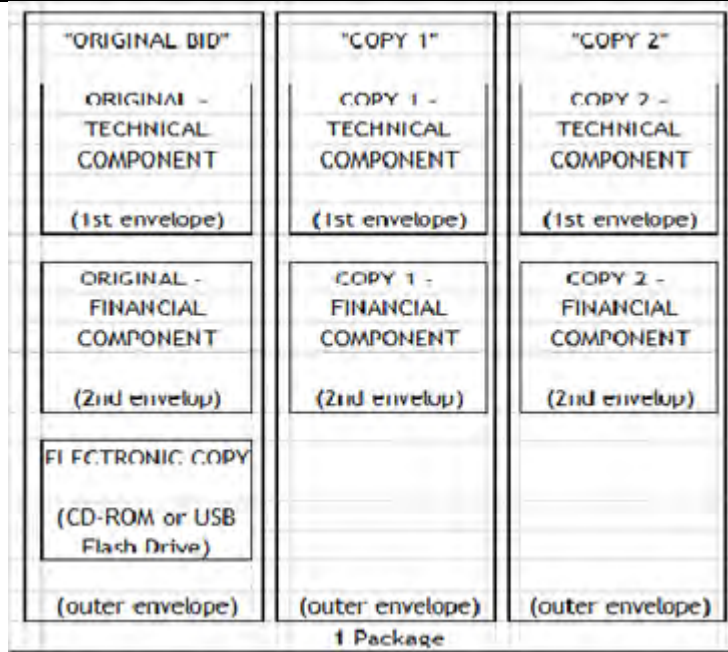 "ORIGINAL BID"
ORIGINAL -
TECHNICAL
COMPONENT
(1st envelope)
ORIGINAL -
FINANCIAL
COMPONENT
(2nd envelop)
ELECTRONIC COPY
(CD-ROM or USB
Flash Drive)
(outer envelope)
"COPY 1"
COPY 1 -
TECHNICAL
COMPONENT
(1st envelope)
COPY 1 -
FINANCIAL
COMPONENT
(2nd envelop)
(outer envelope)
"COPY 2"
COPY 2 -
TECHNICAL
COMPONENT
(1st envelope)
COPY 2 -
FINANCIAL
COMPONENT
(2nd envelop)
(outer envelope)
1 Package